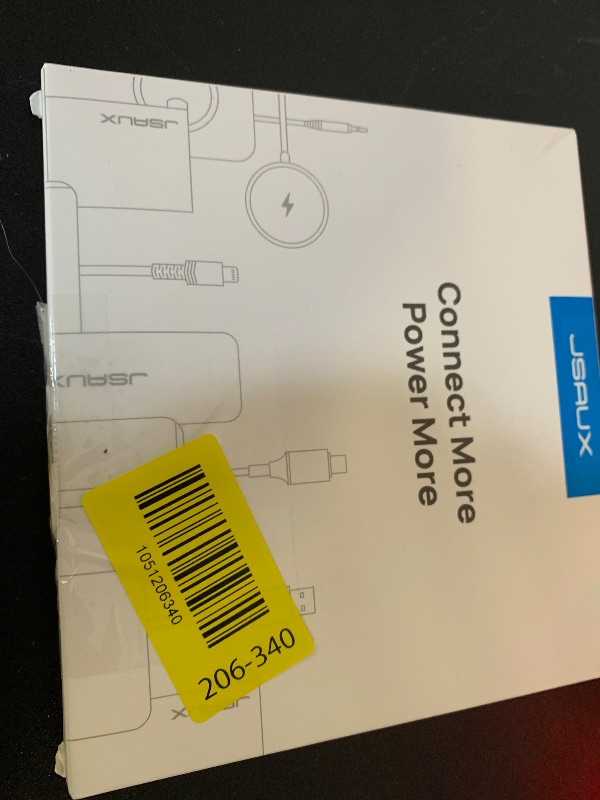 JSAUX
Connect More
Power More
JSAUX
JSAUX
1051206340
206-340